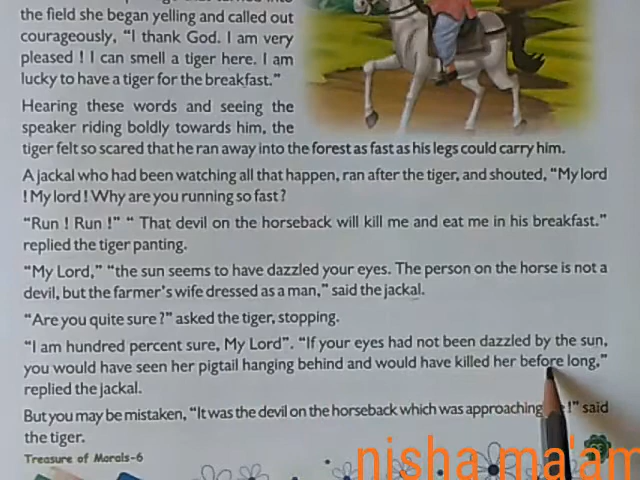 the field she began yelling and called out
courageously, “I thank God. I am very
pleased ! I can smell a tiger here. I am
lucky to have a tiger for the breakfast.”
Hearing these words and seeing the
speaker riding boldly towards him, the
tiger felt so scared that he ran away into the forest as fast as his legs could carry him.
A jackal who had been watching all that happen, ran after the tiger, and shouted, “My lord
! My lord ! Why are you running so fast ?
“Run ! Run !” “ That devil on the horseback will kill me and eat me in his breakfast.”
replied the tiger panting.
“My Lord,” “the sun seems to have dazzled your eyes. The person on the horse is not a
devil, but the farmer’s wife dressed as a man,” said the jackal.
“Are you quite sure ?” asked the tiger, stopping.
“I am hundred percent sure, My Lord”. “If your eyes had not been dazzled by the sun,
you would have seen her pigtail hanging behind and would have killed her before long,”
replied the jackal.
But you may be mistaken, “It was the devil on the horseback which was approaching !” said
the tiger.
Treasure of Morals-6
nisha ma'am